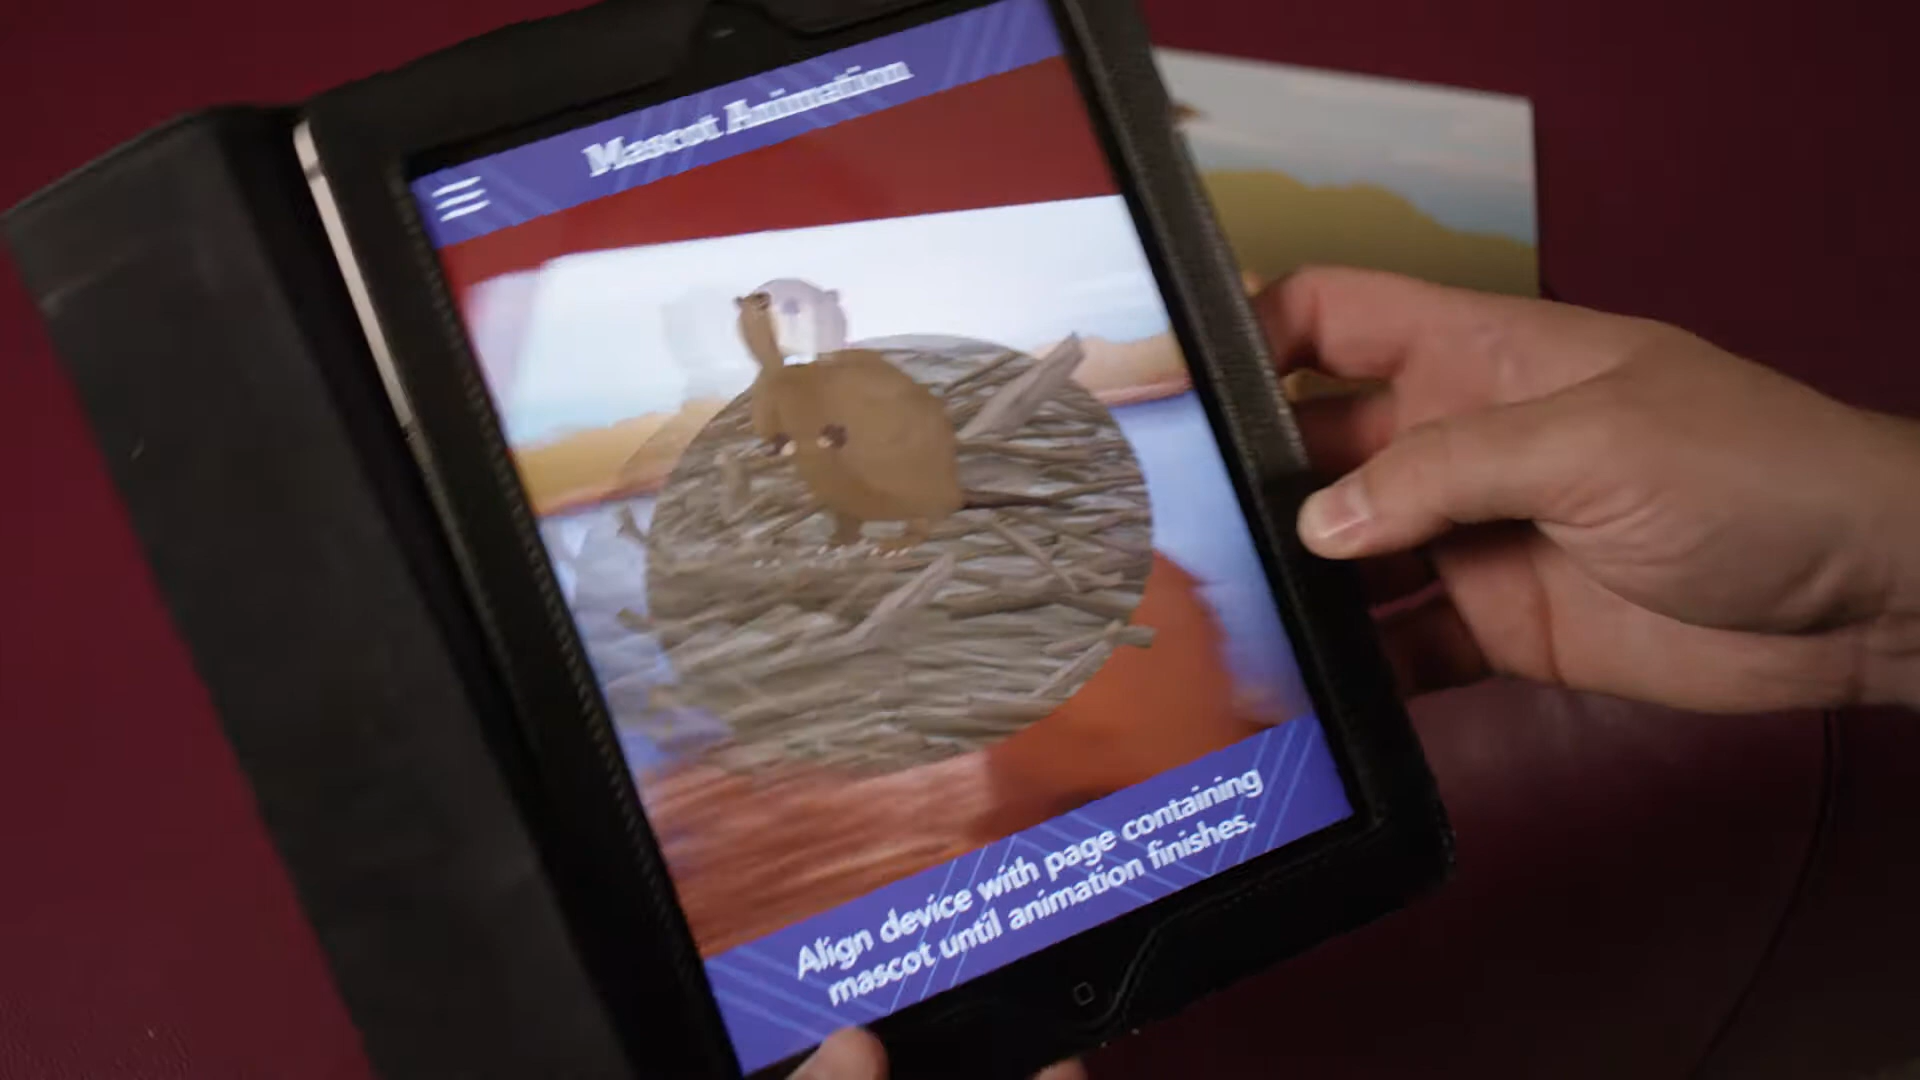 Mascot Animation
Align device with page containing
mascot until animation finishes.